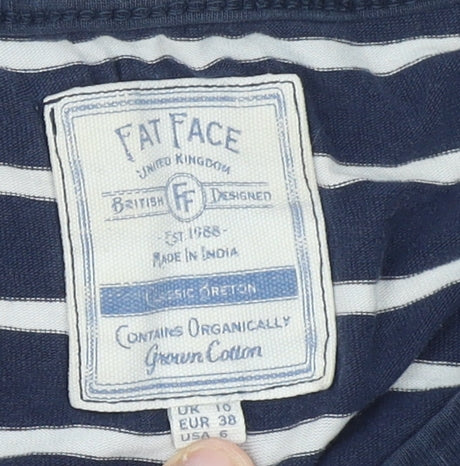 FAT FACE
UNITED KINGDOM
BRITISH FF DESIGNED
-EST. 1988-
MADE IN INDIA
CLASSIC BRETON
CONTAINS ORGANICALLY
Grown Cotton
UK 10
EUR 38
USA 6